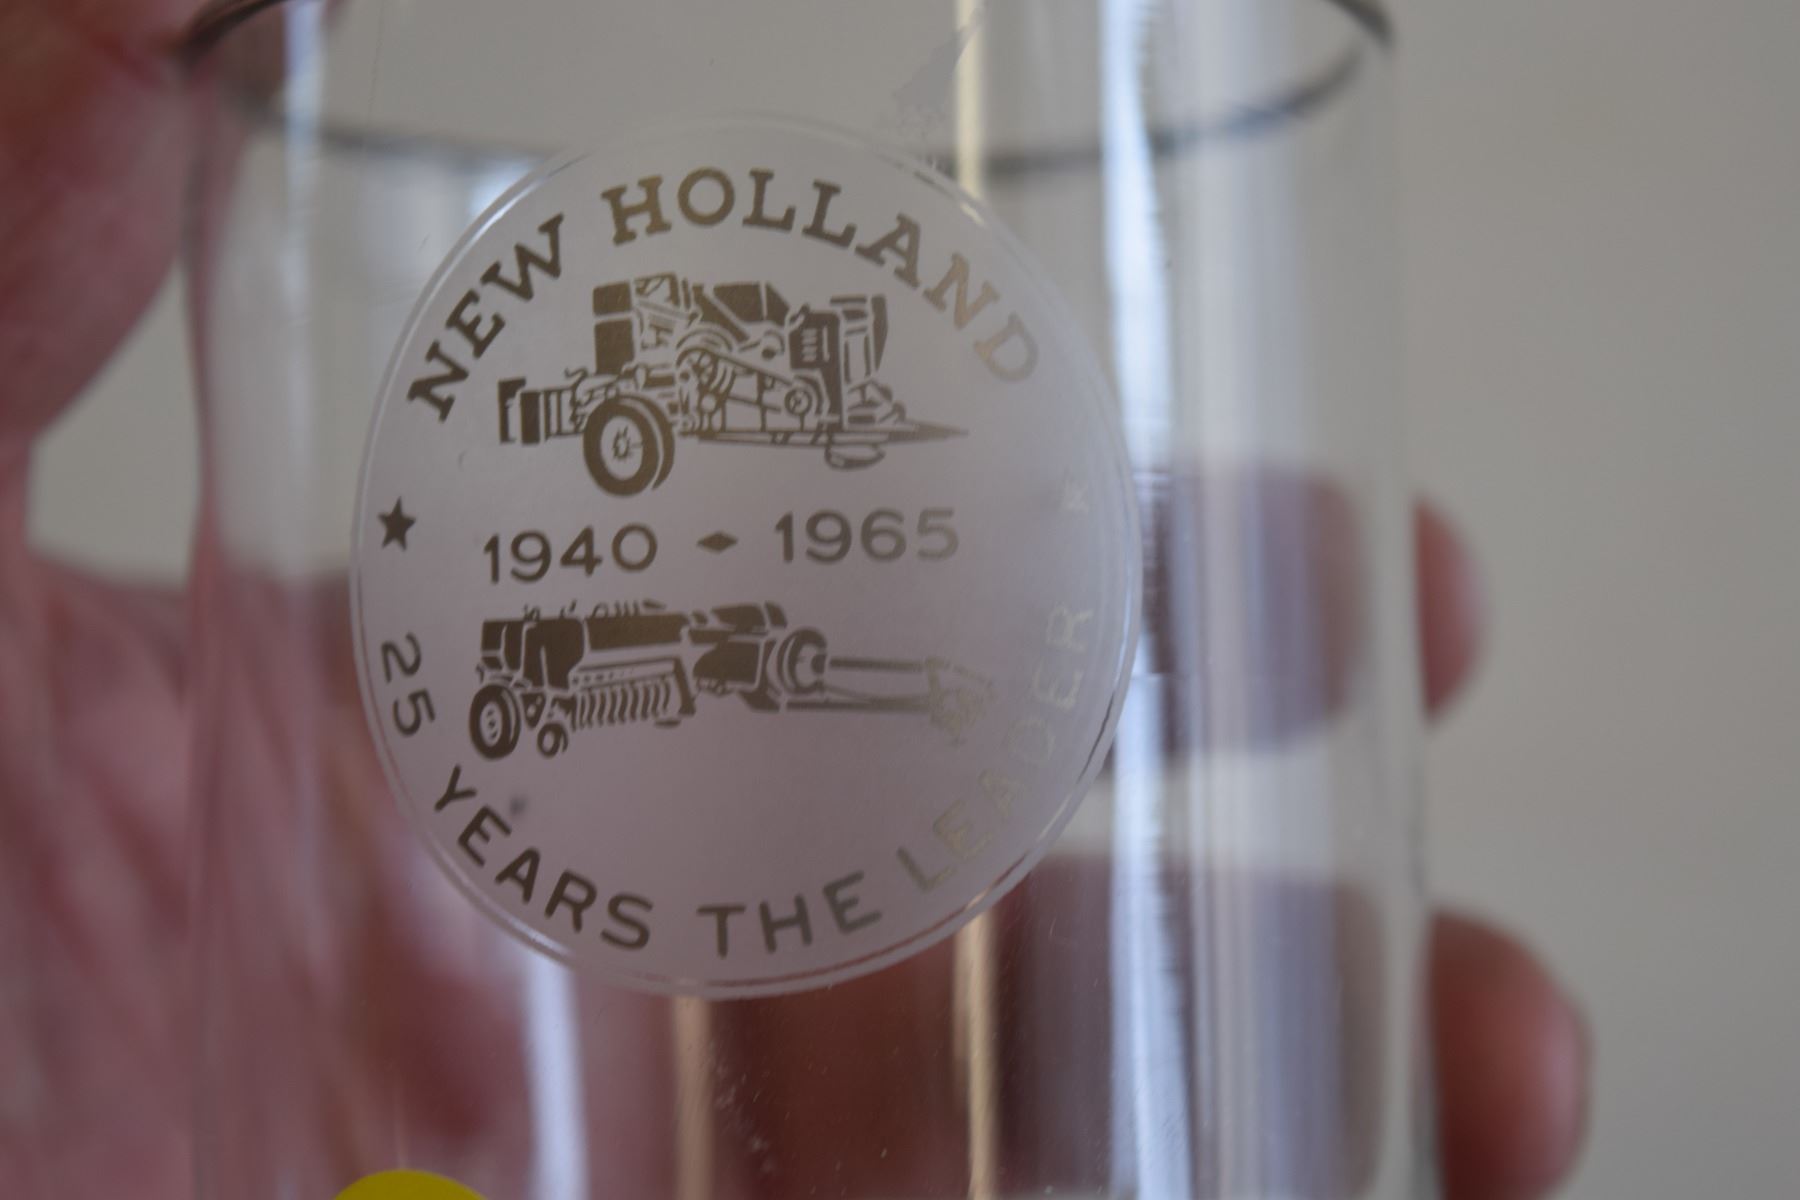 NEW HOLLAND
1940 - 1965
25 YEARS THE LEADER